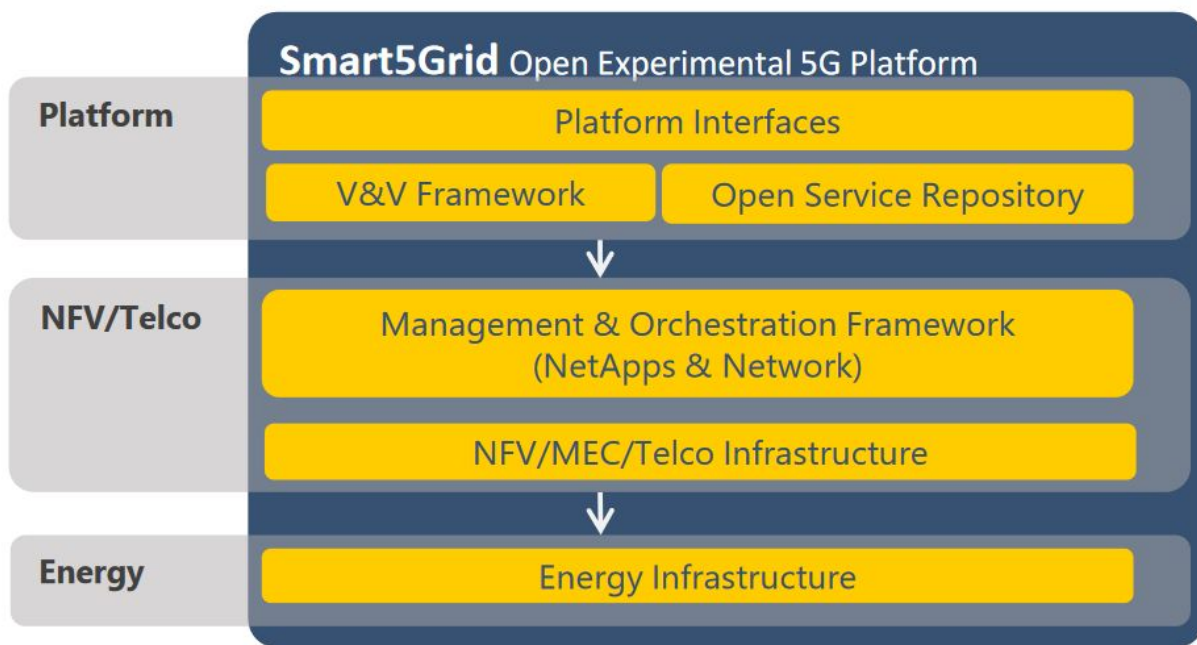 Smart5Grid Open Experimental 5G Platform
Platform
Platform Interfaces
V&V Framework
Open Service Repository
NFV/Telco
Management & Orchestration Framework
(NetApps & Network)
NFV/MEC/Telco Infrastructure
Energy
Energy Infrastructure